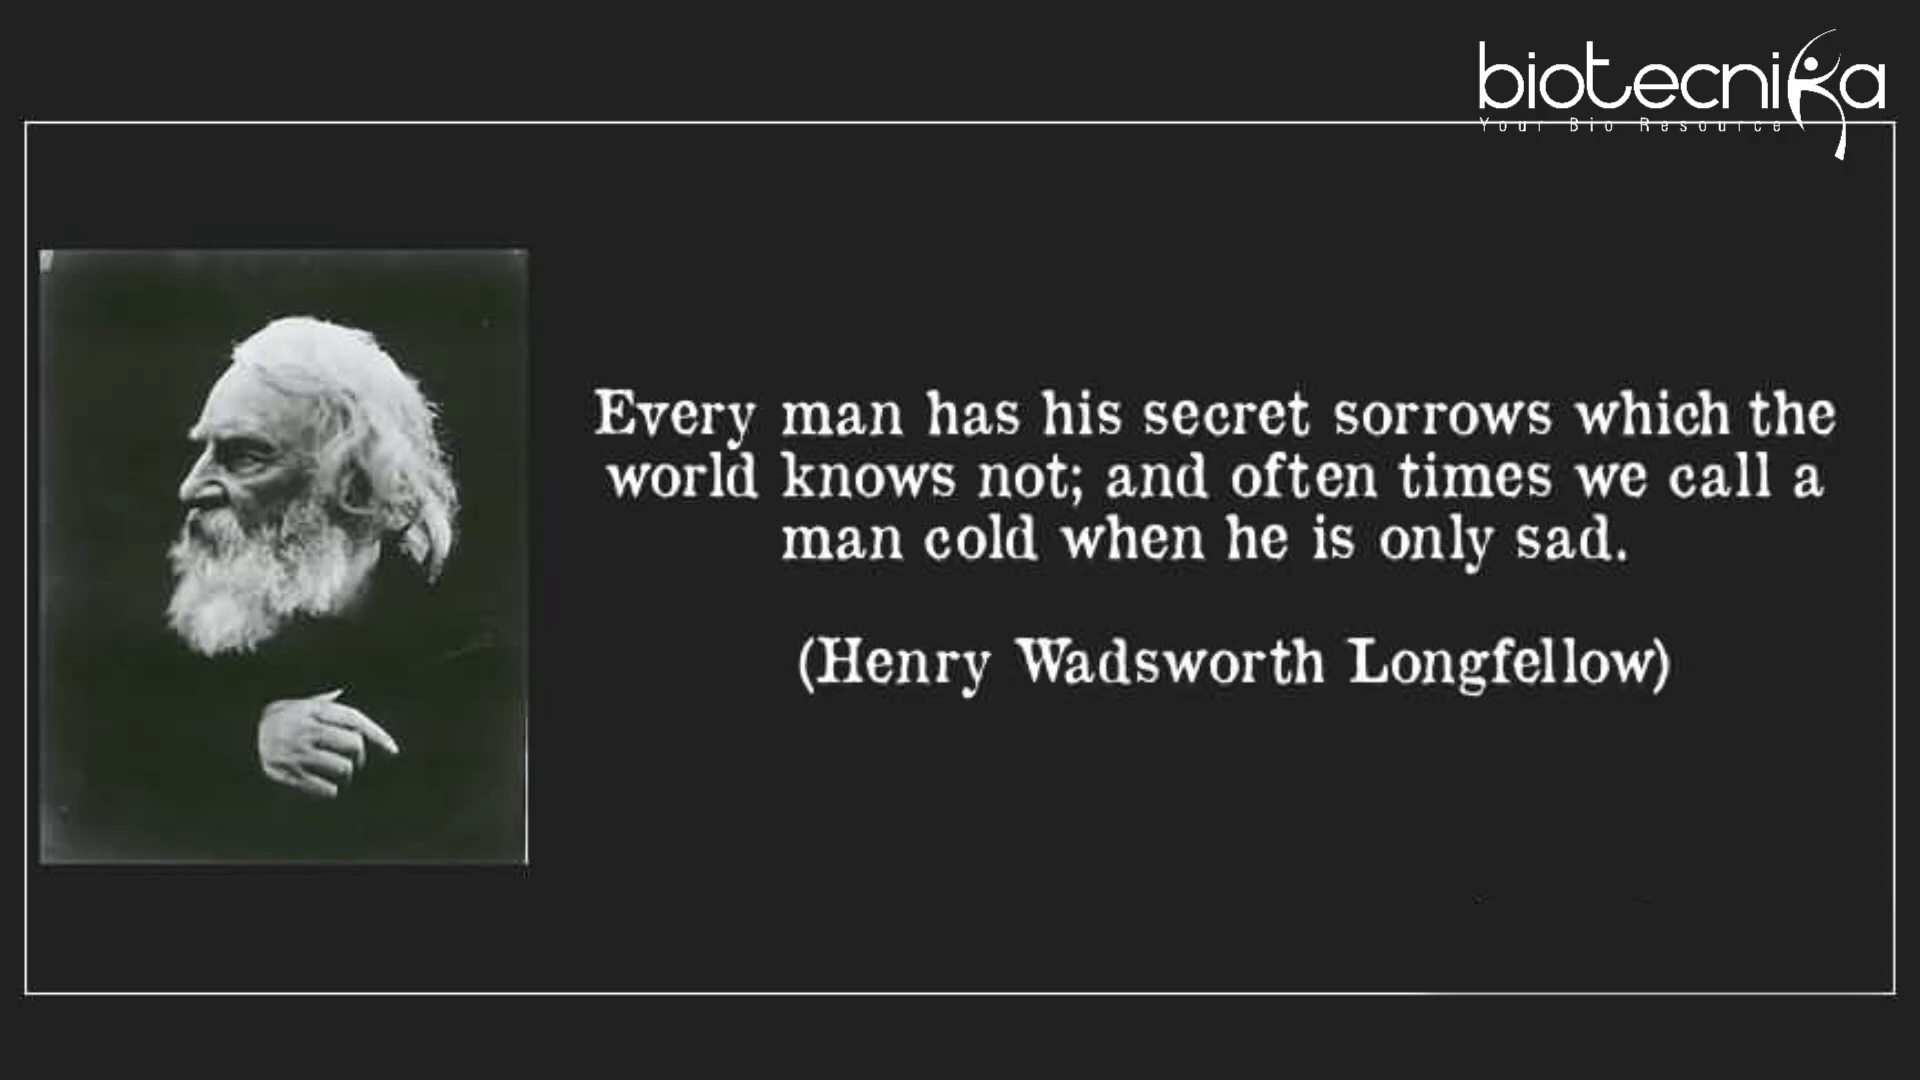 biotecnika
Your Bio Resource
Every man has his secret sorrows which the
world knows not; and often times we call a
man cold when he is only sad.
(Henry Wadsworth Longfellow)